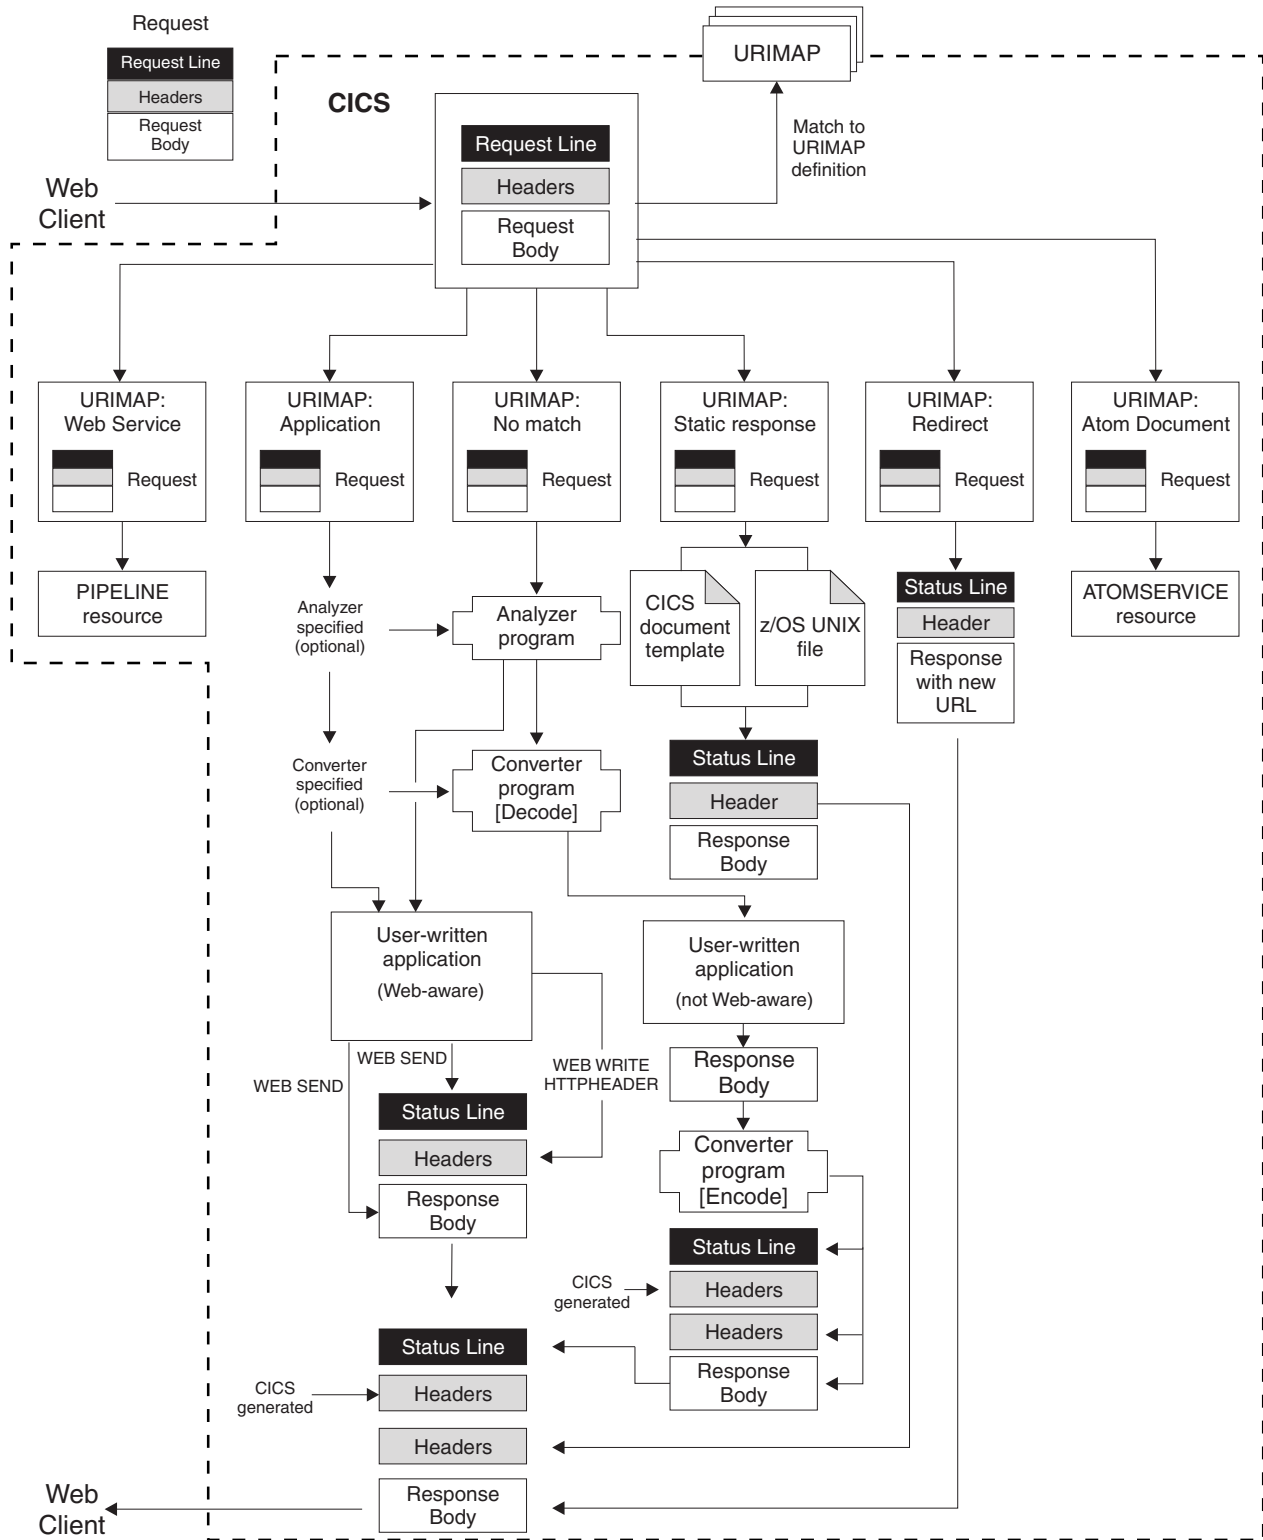 Request
Request Line
Headers
Request
Body
URIMAP
CICS
Match to
URIMAP
definition
Request Line
Headers
Request
Body
Web
Client
URIMAP:
Web Service
Request
URIMAP:
Application
Request
URIMAP:
No match
Request
URIMAP:
Static response
Request
URIMAP:
Redirect
Request
URIMAP:
Atom Document
Request
PIPELINE
resource
Analyzer
specified
(optional)
Analyzer
program
CICS
document
template
z/OS UNIX
file
Status Line
Header
Response
with new
URL
ATOMSERVICE
resource
Converter
specified
(optional)
Converter
program
[Decode]
Status Line
Header
Response
Body
User-written
application
(Web-aware)
User-written
application
(not Web-aware)
WEB SEND
WEB SEND
WEB WRITE
HTTPHEADER
Response
Body
Status Line
Headers
Response
Body
Converter
program
[Encode]
Status Line
CICS
generated
Headers
Headers
Response
Body
Status Line
CICS
generated
Headers
Headers
Response
Body
Web
Client